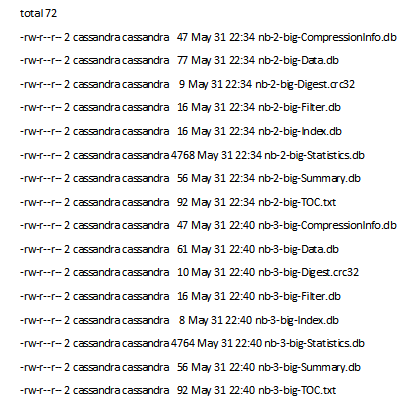 total 72
-rw-r--r-- 2 cassandra cassandra 47 May 31 22:34 nb-2-big-CompressionInfo.db
-rw-r--r-- 2 cassandra cassandra 77 May 31 22:34 nb-2-big-Data.db
-rw-r--r-- 2 cassandra cassandra 9 May 31 22:34 nb-2-big-Digest.crc32
-rw-r--r-- 2 cassandra cassandra 16 May 31 22:34 nb-2-big-Filter.db
-rw-r--r-- 2 cassandra cassandra 16 May 31 22:34 nb-2-big-Index.db
-rw-r--r-- 2 cassandra cassandra 4768 May 31 22:34 nb-2-big-Statistics.db
-rw-r--r-- 2 cassandra cassandra 56 May 31 22:34 nb-2-big-Summary.db
-rw-r--r-- 2 cassandra cassandra 92 May 31 22:34 nb-2-big-TOC.txt
-rw-r--r-- 2 cassandra cassandra 47 May 31 22:40 nb-3-big-CompressionInfo.db
-rw-r--r-- 2 cassandra cassandra 61 May 31 22:40 nb-3-big-Data.db
-rw-r--r-- 2 cassandra cassandra 10 May 31 22:40 nb-3-big-Digest.crc32
-rw-r--r-- 2 cassandra cassandra 16 May 31 22:40 nb-3-big-Filter.db
-rw-r--r-- 2 cassandra cassandra 8 May 31 22:40 nb-3-big-Index.db
-rw-r--r-- 2 cassandra cassandra 4764 May 31 22:40 nb-3-big-Statistics.db
-rw-r--r-- 2 cassandra cassandra 56 May 31 22:40 nb-3-big-Summary.db
-rw-r--r-- 2 cassandra cassandra 92 May 31 22:40 nb-3-big-TOC.txt